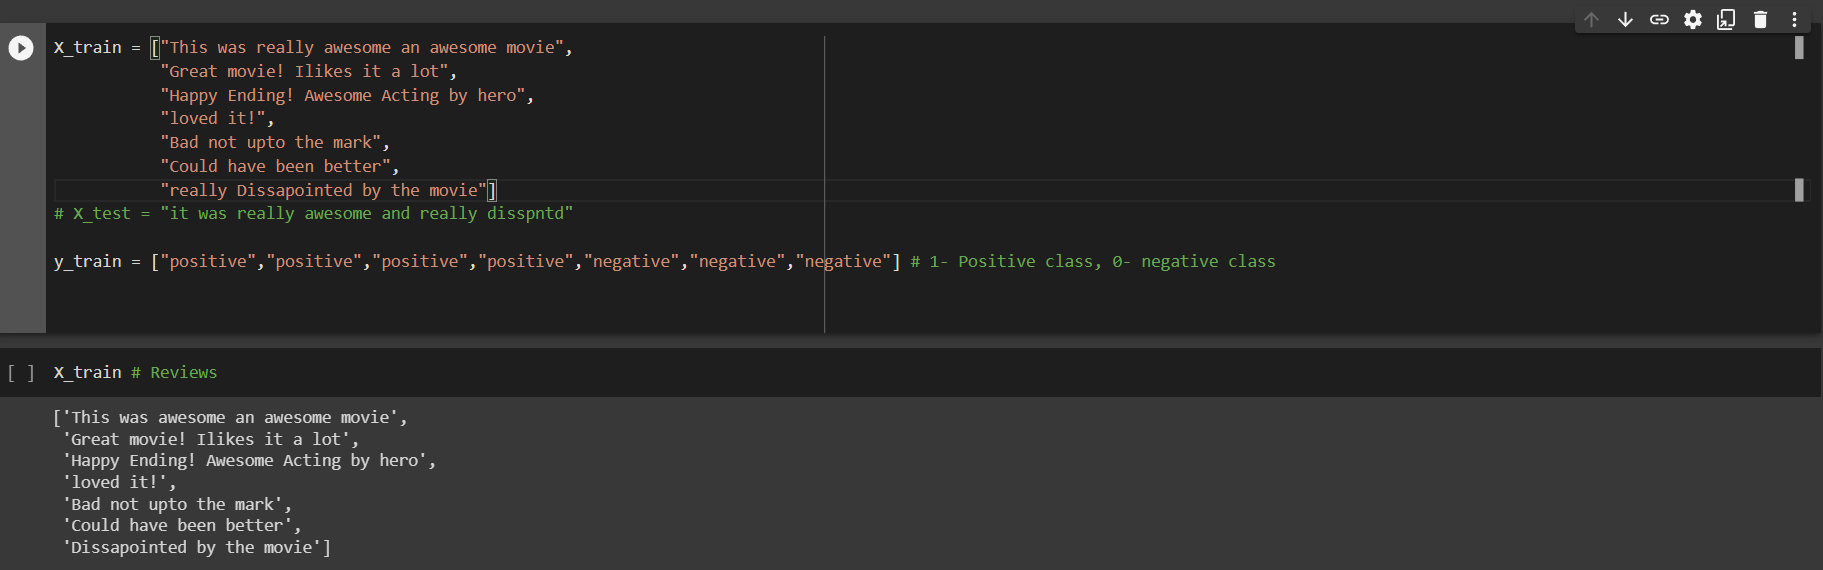 X_train = ["This was really awesome an awesome movie",
"Great movie! Ilikes it a lot",
"Happy Ending! Awesome Acting by hero",
"loved it!",
"Bad not upto the mark",
"Could have been better",
"really Dissapointed by the movie"]
# X_test = "it was really awesome and really disspntd"
y_train = ["positive","positive","positive","positive","negative","negative","negative"] # 1- Positive class, 0- negative class
[ ] X_train # Reviews
['This was awesome an awesome movie',
'Great movie! Ilikes it a lot',
'Happy Ending! Awesome Acting by hero',
'loved it!',
'Bad not upto the mark',
'Could have been better',
'Dissapointed by the movie']